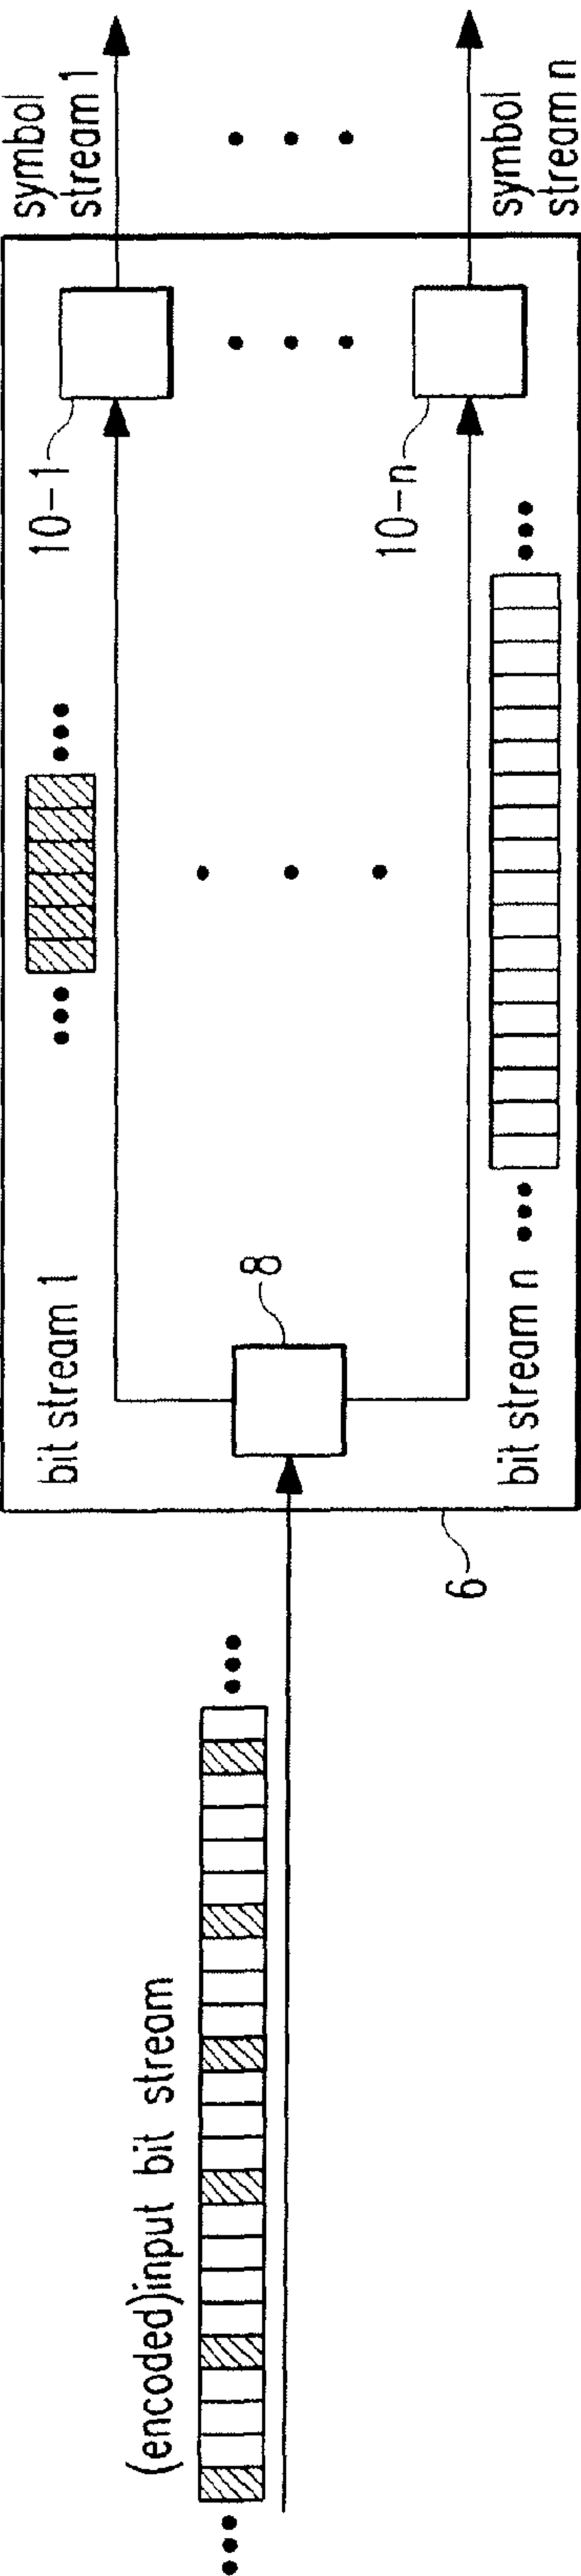 (encoded)input bit stream
6
8
bit stream 1
10-1
symbol
stream 1
bit stream n
10-n
symbol
stream n